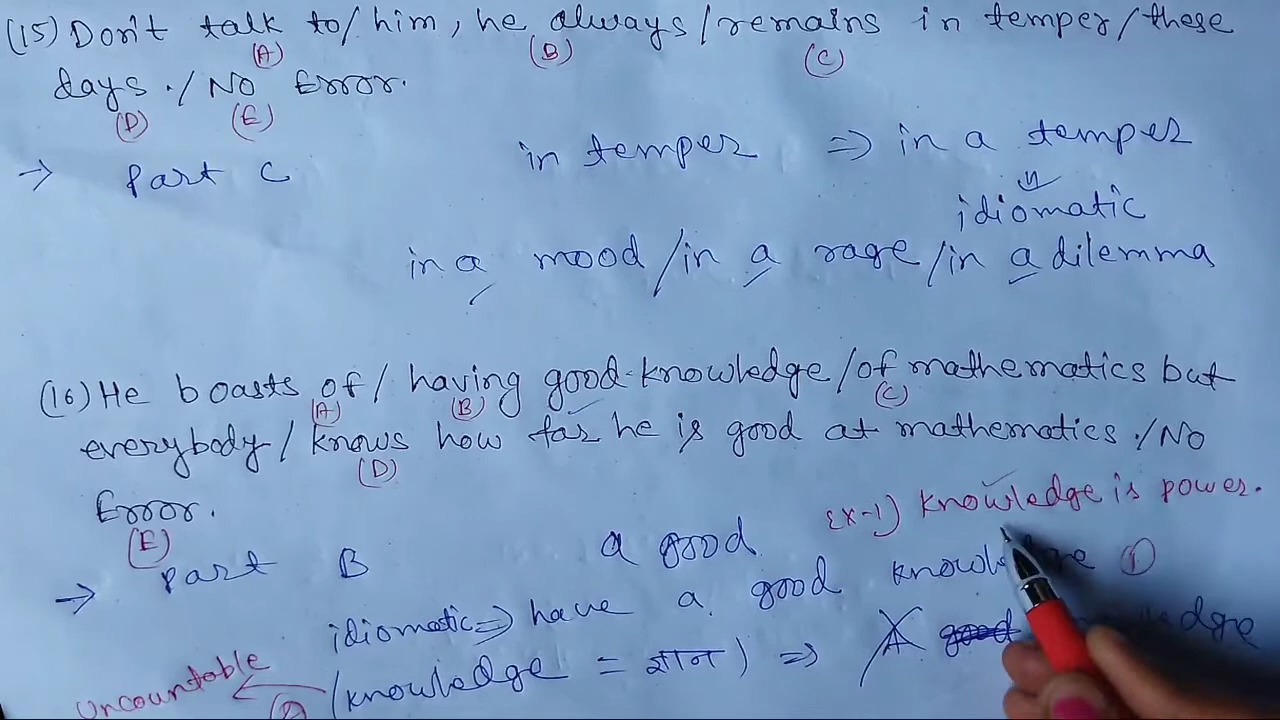 (15) Don't talk to/ him, he always/remains in temper/these
(A) (B) (C)
days./No Error.
(D) (E)
→ Part C in temper ⇒ in a temper
idiomatic
in a mood/in a rage/in a dilemma
(16) He boasts of/ having good knowledge/of mathematics but
(A) (B) (C)
everybody/knows how far he is good at mathematics./No
(D)
Error.
(E)
Ex-1) Knowledge is power.
→ Part B a good
idiomatic⇒ have a good ①
(knowledge = ज्ञान) ⇒ A good
Uncountable